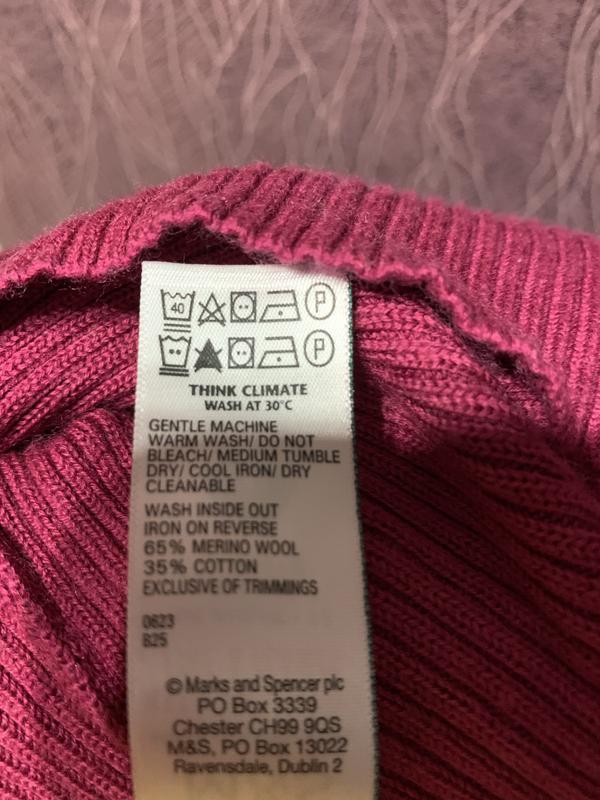 40 P
P
THINK CLIMATE
WASH AT 30°C
GENTLE MACHINE
WARM WASH/ DO NOT
BLEACH/ MEDIUM TUMBLE
DRY/ COOL IRON/ DRY
CLEANABLE
WASH INSIDE OUT
IRON ON REVERSE
65% MERINO WOOL
35% COTTON
EXCLUSIVE OF TRIMMINGS
0623
B25
© Marks and Spencer plc
PO Box 3339
Chester CH99 9QS
M&S, PO Box 13022
Ravensdale, Dublin 2